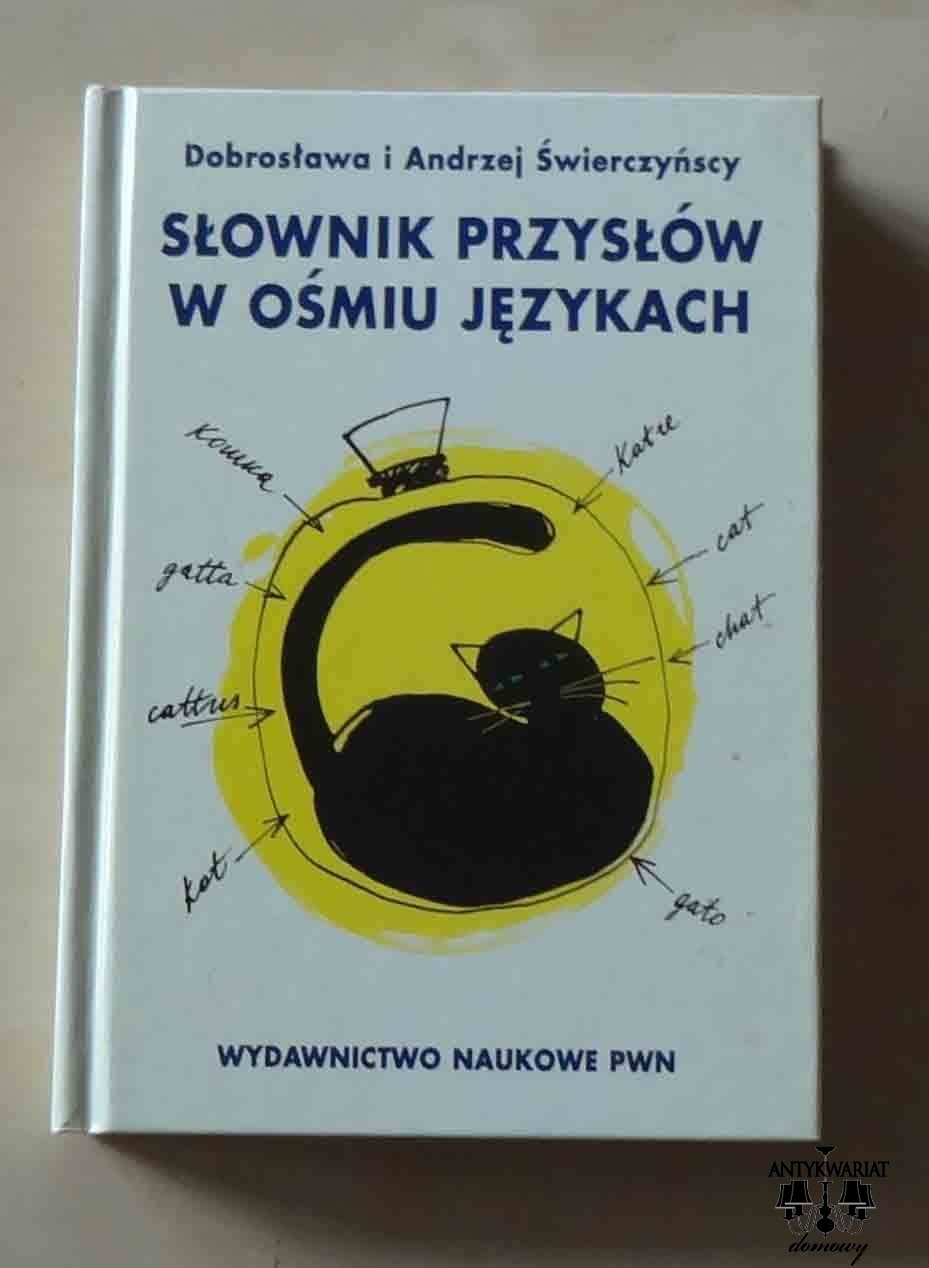 Dobrosława i Andrzej Świerczyńscy
SŁOWNIK PRZYSŁÓW
W OŚMIU JĘZYKACH
кошка
Katze
gatta
cat
chat
cattus
kot
gato
WYDAWNICTWO NAUKOWE PWN
ANTYKWARIAT
domowy